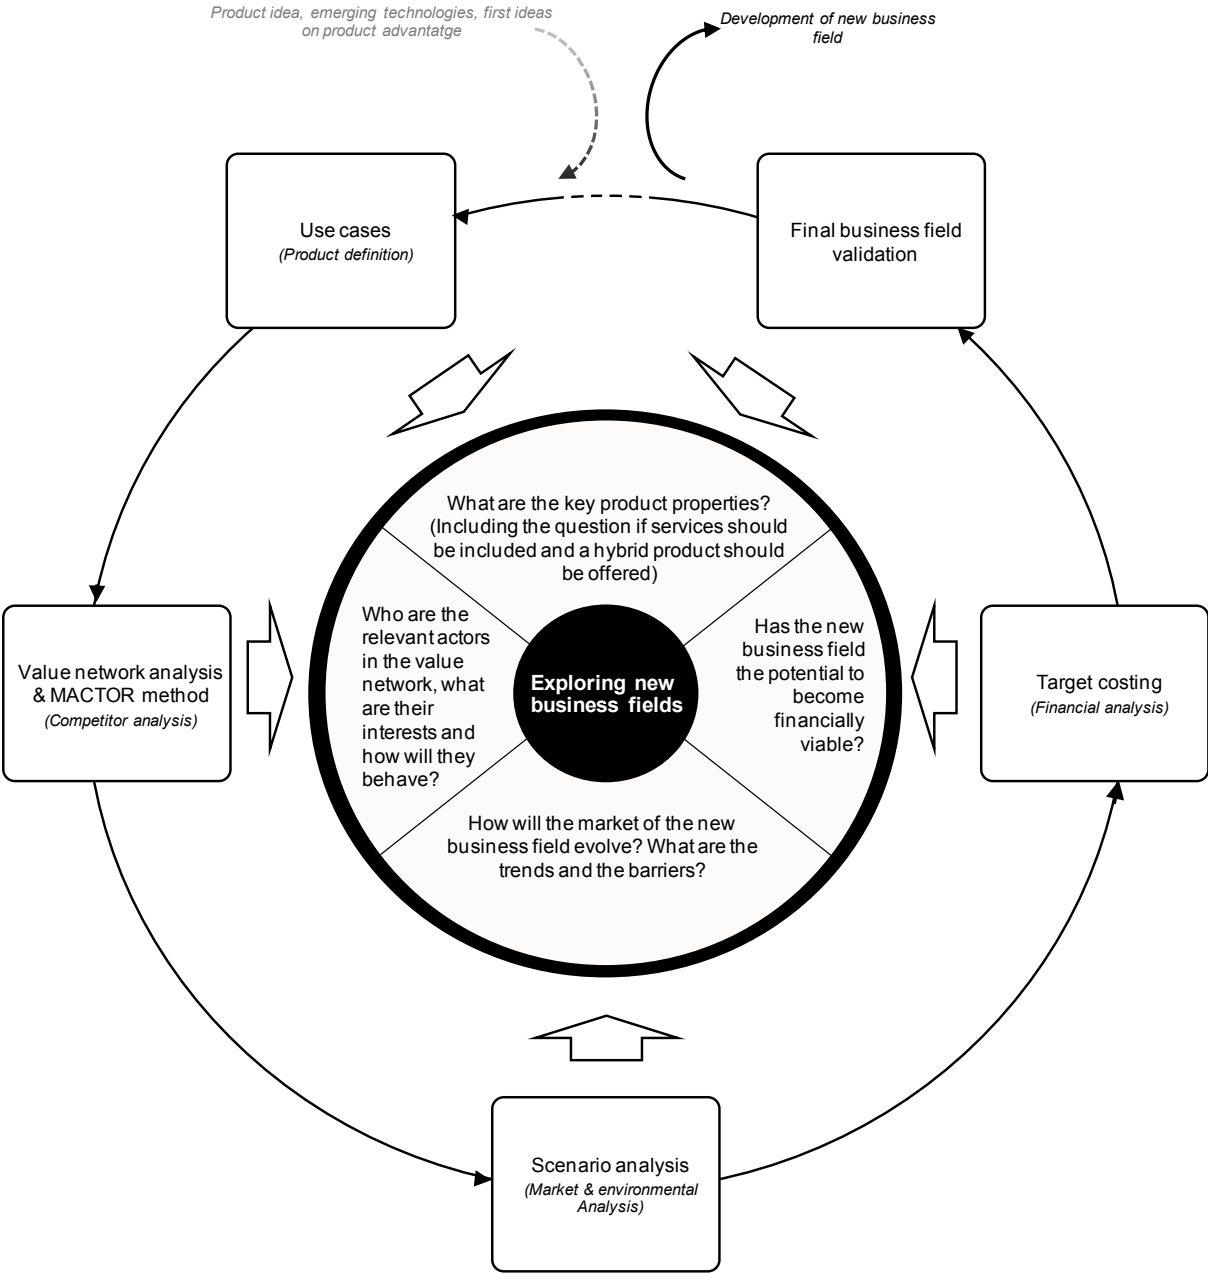 Product idea, emerging technologies, first ideas
on product advantatge
Development of new business
field
Use cases
(Product definition)
Final business field
validation
What are the key product properties?
(Including the question if services should
be included and a hybrid product should
be offered)
Who are the
relevant actors
in the value
network, what
are their
interests and
how will they
behave?
Has the new
business field
the potential to
become
financially
viable?
Exploring new
business fields
Value network analysis
& MACTOR method
(Competitor analysis)
Target costing
(Financial analysis)
How will the market of the new
business field evolve? What are the
trends and the barriers?
Scenario analysis
(Market & environmental
Analysis)